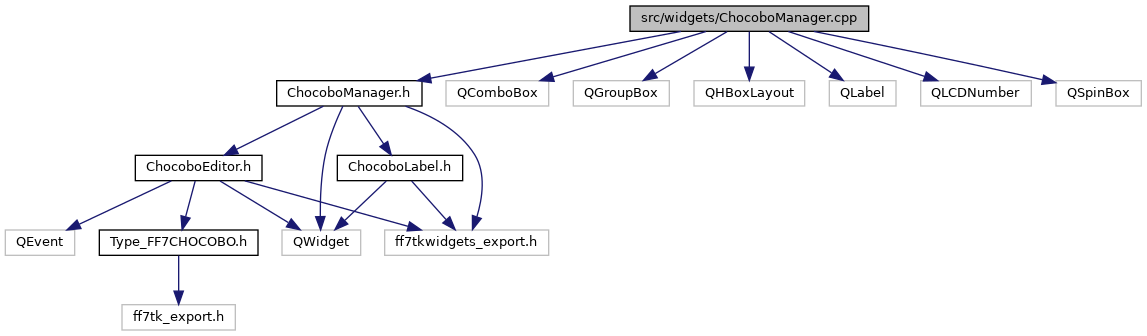 src/widgets/ChocoboManager.cpp
ChocoboManager.h
QComboBox
QGroupBox
QHBoxLayout
QLabel
QLCDNumber
QSpinBox
ChocoboEditor.h
ChocoboLabel.h
QEvent
Type_FF7CHOCOBO.h
QWidget
ff7tkwidgets_export.h
ff7tk_export.h